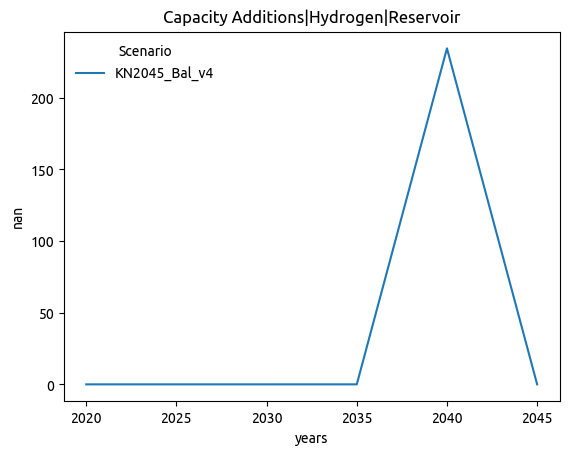 Capacity Additions|Hydrogen|Reservoir
Scenario
KN2045_Bal_v4
200
150
100
50
0
nan
2020 2025 2030 2035 2040 2045
years